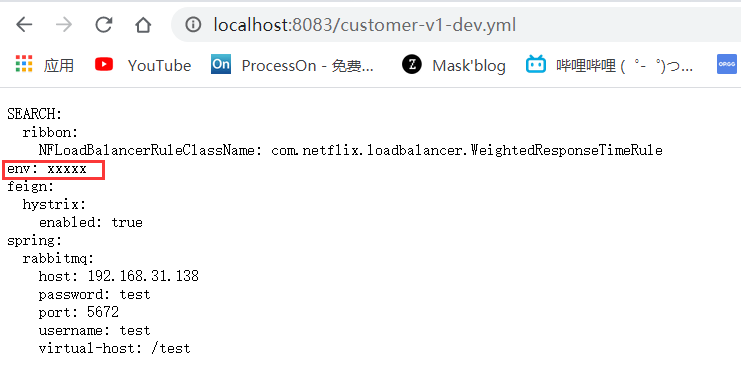 localhost:8083/customer-v1-dev.yml
应用 YouTube On ProcessOn - 免费... Z Mask'blog 哔哩哔哩 ( ゜- ゜)つ... ORGG
SEARCH:
ribbon:
NFLoadBalancerRuleClassName: com.netflix.loadbalancer.WeightedResponseTimeRule
env: xxxxx
feign:
hystrix:
enabled: true
spring:
rabbitmq:
host: 192.168.31.138
password: test
port: 5672
username: test
virtual-host: /test